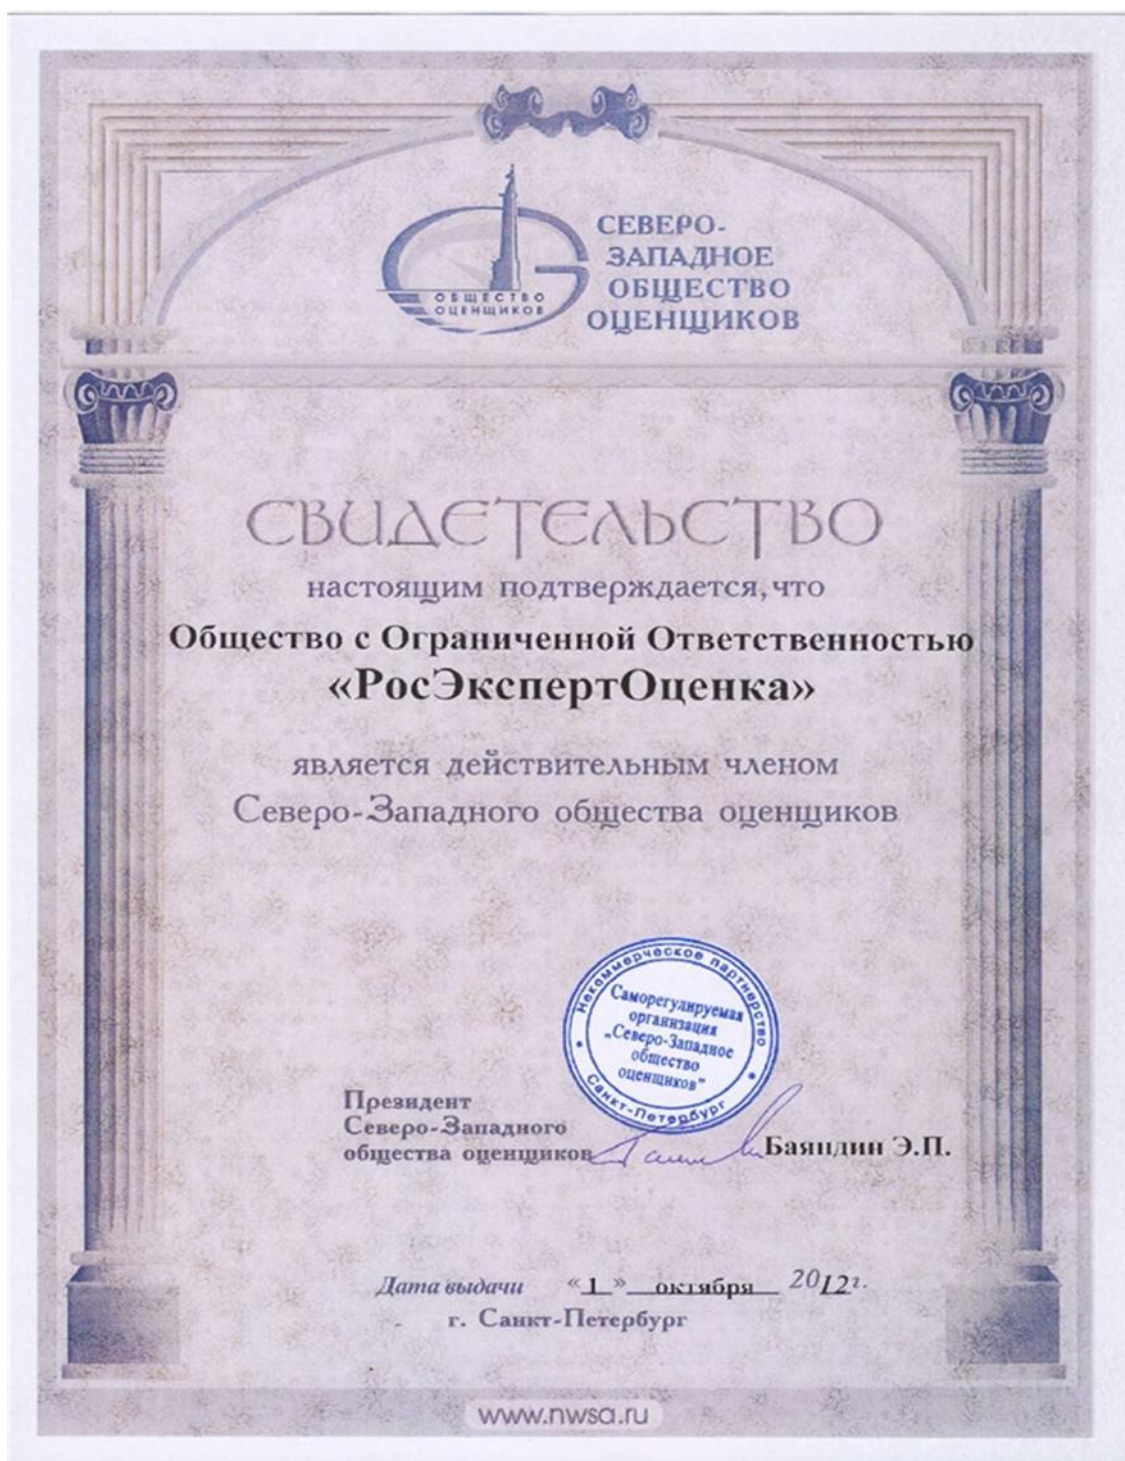 СЕВЕРО-
ЗАПАДНОЕ
ОБЩЕСТВО
ОЦЕНЩИКОВ
ОБЩЕСТВО
ОЦЕНЩИКОВ
СВИДЕТЕЛЬСТВО
настоящим подтверждается, что
Общество с Ограниченной Ответственностью
«РосЭкспертОценка»
является действительным членом
Северо-Западного общества оценщиков
Некоммерческое партнерство
Саморегулируемая
организация
„Северо-Западное
общество
оценщиков"
Санкт-Петербург
Президент
Северо-Западного
общества оценщиков
Баяндин Э.П.
Дата выдачи « 1 » октября 2012г.
г. Санкт-Петербург
www.nwsa.ru